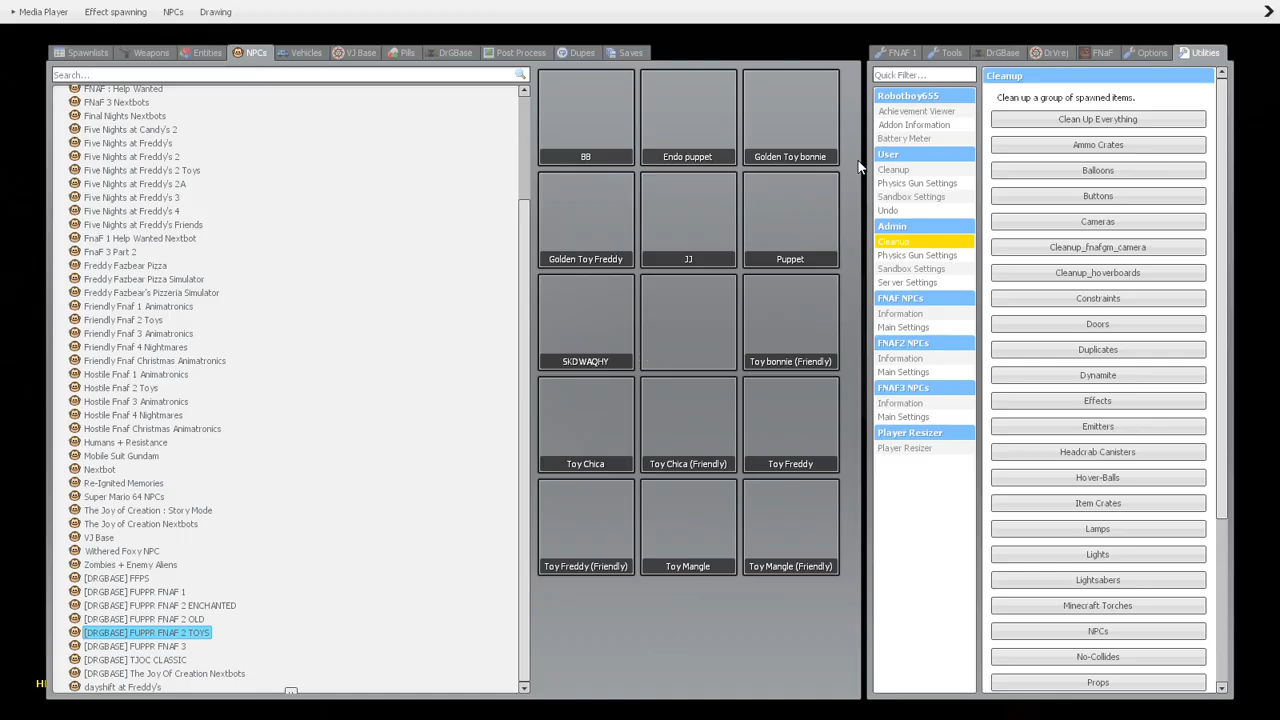 Media Player Effect spawning NPCs Drawing
Spawnlists Weapons Entities NPCs Vehicles VJ Base Pills DrGBase Post Process Dupes Saves
Search...
FNAF : Help Wanted
FNaF 3 Nextbots
Final Nights Nextbots
Five Nights at Candy's 2
Five Nights at Freddy's
Five Nights at Freddy's 2
Five Nights at Freddy's 2 Toys
Five Nights at Freddy's 2A
Five Nights at Freddy's 3
Five Nights at Freddy's 4
Five Nights at Freddy's Friends
FnaF 1 Help Wanted Nextbot
FnaF 3 Part 2
Freddy Fazbear Pizza
Freddy Fazbear Pizza Simulator
Freddy Fazbear's Pizzeria Simulator
Friendly Fnaf 1 Animatronics
Friendly Fnaf 2 Toys
Friendly Fnaf 3 Animatronics
Friendly Fnaf 4 Nightmares
Friendly Fnaf Christmas Animatronics
Hostile Fnaf 1 Animatronics
Hostile Fnaf 2 Toys
Hostile Fnaf 3 Animatronics
Hostile Fnaf 4 Nightmares
Hostile Fnaf Christmas Animatronics
Humans + Resistance
Mobile Suit Gundam
Nextbot
Re-Ignited Memories
Super Mario 64 NPCs
The Joy of Creation : Story Mode
The Joy of Creation Nextbots
VJ Base
Withered Foxy NPC
Zombies + Enemy Aliens
[DRGBASE] FFPS
[DRGBASE] FUPPR FNAF 1
[DRGBASE] FUPPR FNAF 2 ENCHANTED
[DRGBASE] FUPPR FNAF 2 OLD
[DRGBASE] FUPPR FNAF 2 TOYS
[DRGBASE] FUPPR FNAF 3
[DRGBASE] TJOC CLASSIC
[DRGBASE] The Joy Of Creation Nextbots
dayshift at Freddy's
BB Endo puppet Golden Toy bonnie
Golden Toy Freddy JJ Puppet
SKDWAQHY Toy bonnie (Friendly)
Toy Chica Toy Chica (Friendly) Toy Freddy
Toy Freddy (Friendly) Toy Mangle Toy Mangle (Friendly)
FNAF 1 Tools DrGBase DrVrej FNaF Options Utilities
Quick Filter...
Robotboy655
Achievement Viewer
Addon Information
Battery Meter
User
Cleanup
Physics Gun Settings
Sandbox Settings
Undo
Admin
Cleanup
Physics Gun Settings
Sandbox Settings
Server Settings
FNAF NPCs
Information
Main Settings
FNAF2 NPCs
Information
Main Settings
FNAF3 NPCs
Information
Main Settings
Player Resizer
Player Resizer
Cleanup
Clean up a group of spawned items.
Clean Up Everything
Ammo Crates
Balloons
Buttons
Cameras
Cleanup_fnafgm_camera
Cleanup_hoverboards
Constraints
Doors
Duplicates
Dynamite
Effects
Emitters
Headcrab Canisters
Hover-Balls
Item Crates
Lamps
Lights
Lightsabers
Minecraft Torches
NPCs
No-Collides
Props